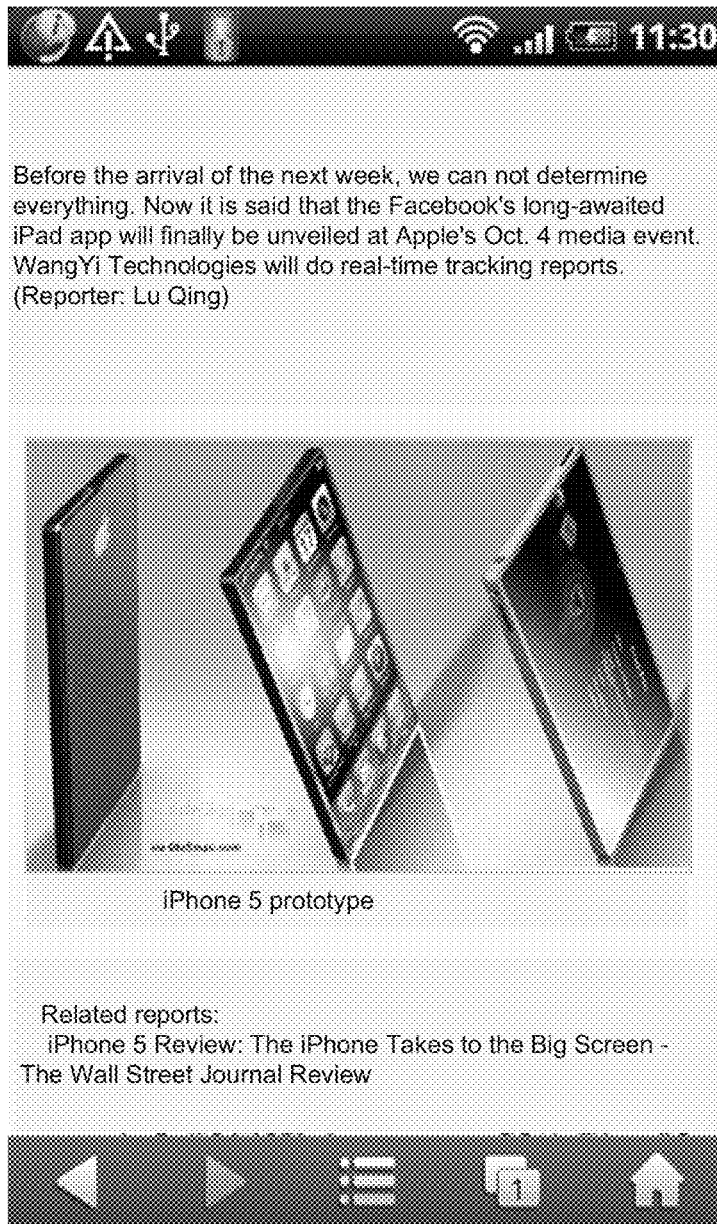 11:30
Before the arrival of the next week, we can not determine
everything. Now it is said that the Facebook's long-awaited
iPad app will finally be unveiled at Apple's Oct. 4 media event.
WangYi Technologies will do real-time tracking reports.
(Reporter: Lu Qing)
iPhone 5 prototype
Related reports:
iPhone 5 Review: The iPhone Takes to the Big Screen -
The Wall Street Journal Review
1